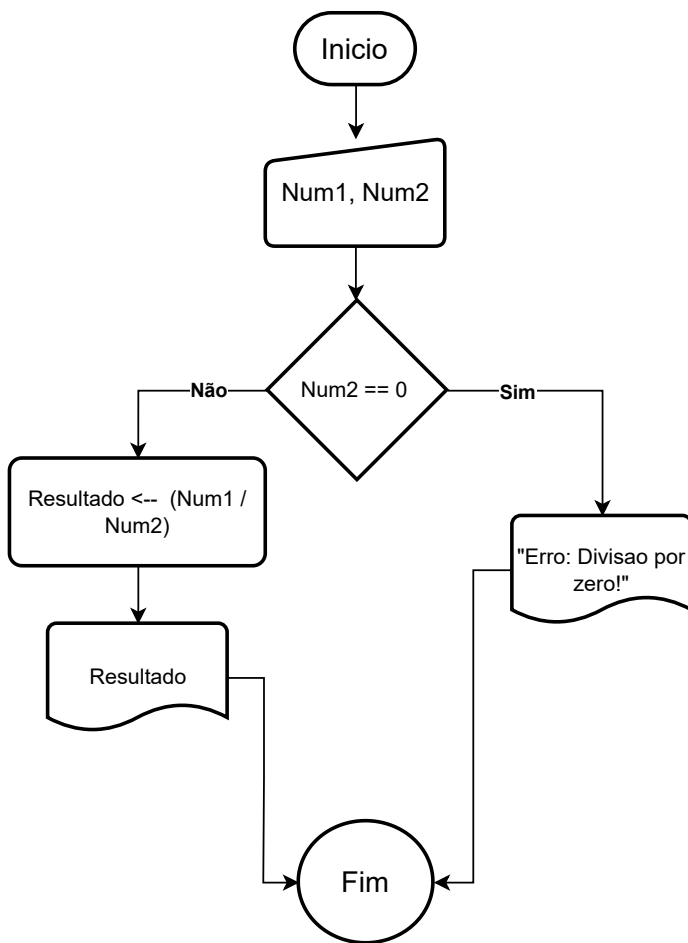 Inicio
Num1, Num2
Num2 == 0
Não
Sim
Resultado <-- (Num1 /
Num2)
"Erro: Divisao por
zero!"
Resultado
Fim